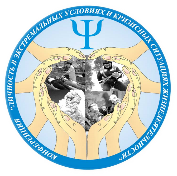 КОНФЕРЕНЦИЯ "ЛИЧНОСТЬ В ЭКСТРЕМАЛЬНЫХ УСЛОВИЯХ И КРИЗИСНЫХ СИТУАЦИЯХ ЖИЗНЕДЕЯТЕЛЬНОСТИ"
Ψ